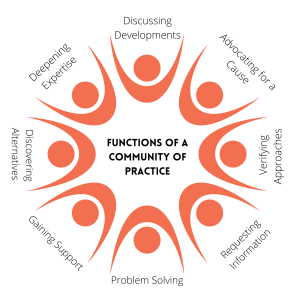 Discussing
Developments
Advocating for a
Cause
Verifying
Approaches
Requesting
Information
Problem Solving
Gaining Support
Discovering
Alternatives
Deepening
Expertise
FUNCTIONS OF A
COMMUNITY OF
PRACTICE